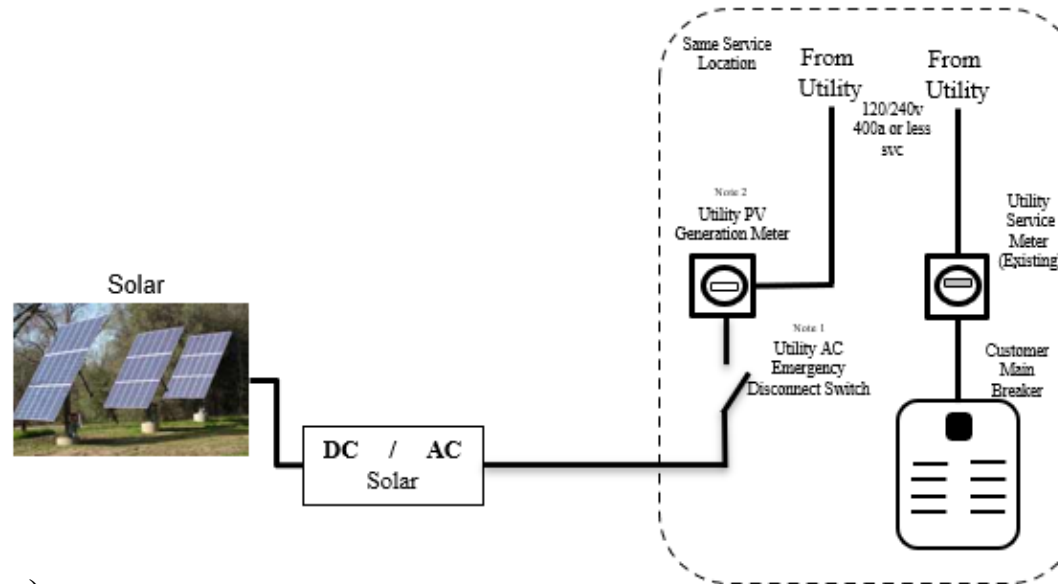 Same Service
Location
From
Utility
From
Utility
120/240v
400a or less
svc
Note 2
Utility PV
Generation Meter
Utility
Service
Meter
(Existing)
Solar
Note 1
Utility AC
Emergency
Disconnect Switch
Customer
Main
Breaker
DC / AC
Solar
)